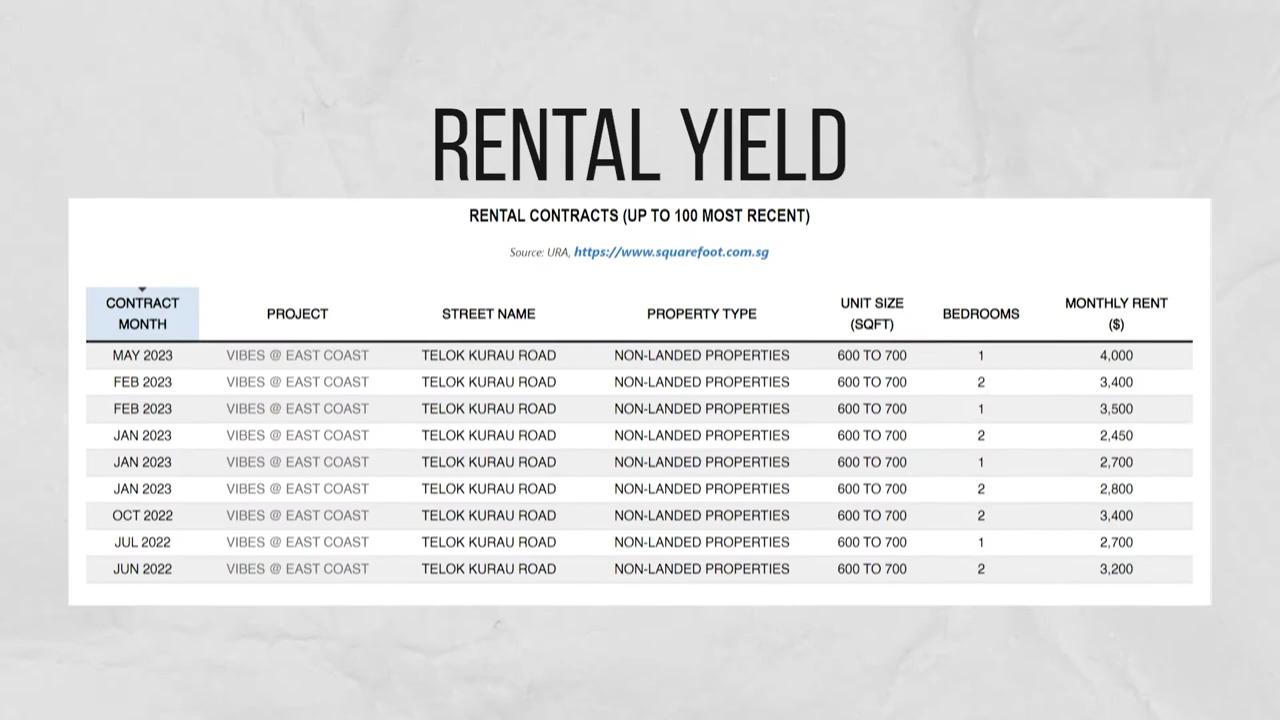 RENTAL YIELD
RENTAL CONTRACTS (UP TO 100 MOST RECENT)
Source: URA, https://www.squarefoot.com.sg
CONTRACT MONTH PROJECT STREET NAME PROPERTY TYPE UNIT SIZE (SQFT) BEDROOMS MONTHLY RENT ($)
MAY 2023 VIBES @ EAST COAST TELOK KURAU ROAD NON-LANDED PROPERTIES 600 TO 700 1 4,000
FEB 2023 VIBES @ EAST COAST TELOK KURAU ROAD NON-LANDED PROPERTIES 600 TO 700 2 3,400
FEB 2023 VIBES @ EAST COAST TELOK KURAU ROAD NON-LANDED PROPERTIES 600 TO 700 1 3,500
JAN 2023 VIBES @ EAST COAST TELOK KURAU ROAD NON-LANDED PROPERTIES 600 TO 700 2 2,450
JAN 2023 VIBES @ EAST COAST TELOK KURAU ROAD NON-LANDED PROPERTIES 600 TO 700 1 2,700
JAN 2023 VIBES @ EAST COAST TELOK KURAU ROAD NON-LANDED PROPERTIES 600 TO 700 2 2,800
OCT 2022 VIBES @ EAST COAST TELOK KURAU ROAD NON-LANDED PROPERTIES 600 TO 700 2 3,400
JUL 2022 VIBES @ EAST COAST TELOK KURAU ROAD NON-LANDED PROPERTIES 600 TO 700 1 2,700
JUN 2022 VIBES @ EAST COAST TELOK KURAU ROAD NON-LANDED PROPERTIES 600 TO 700 2 3,200